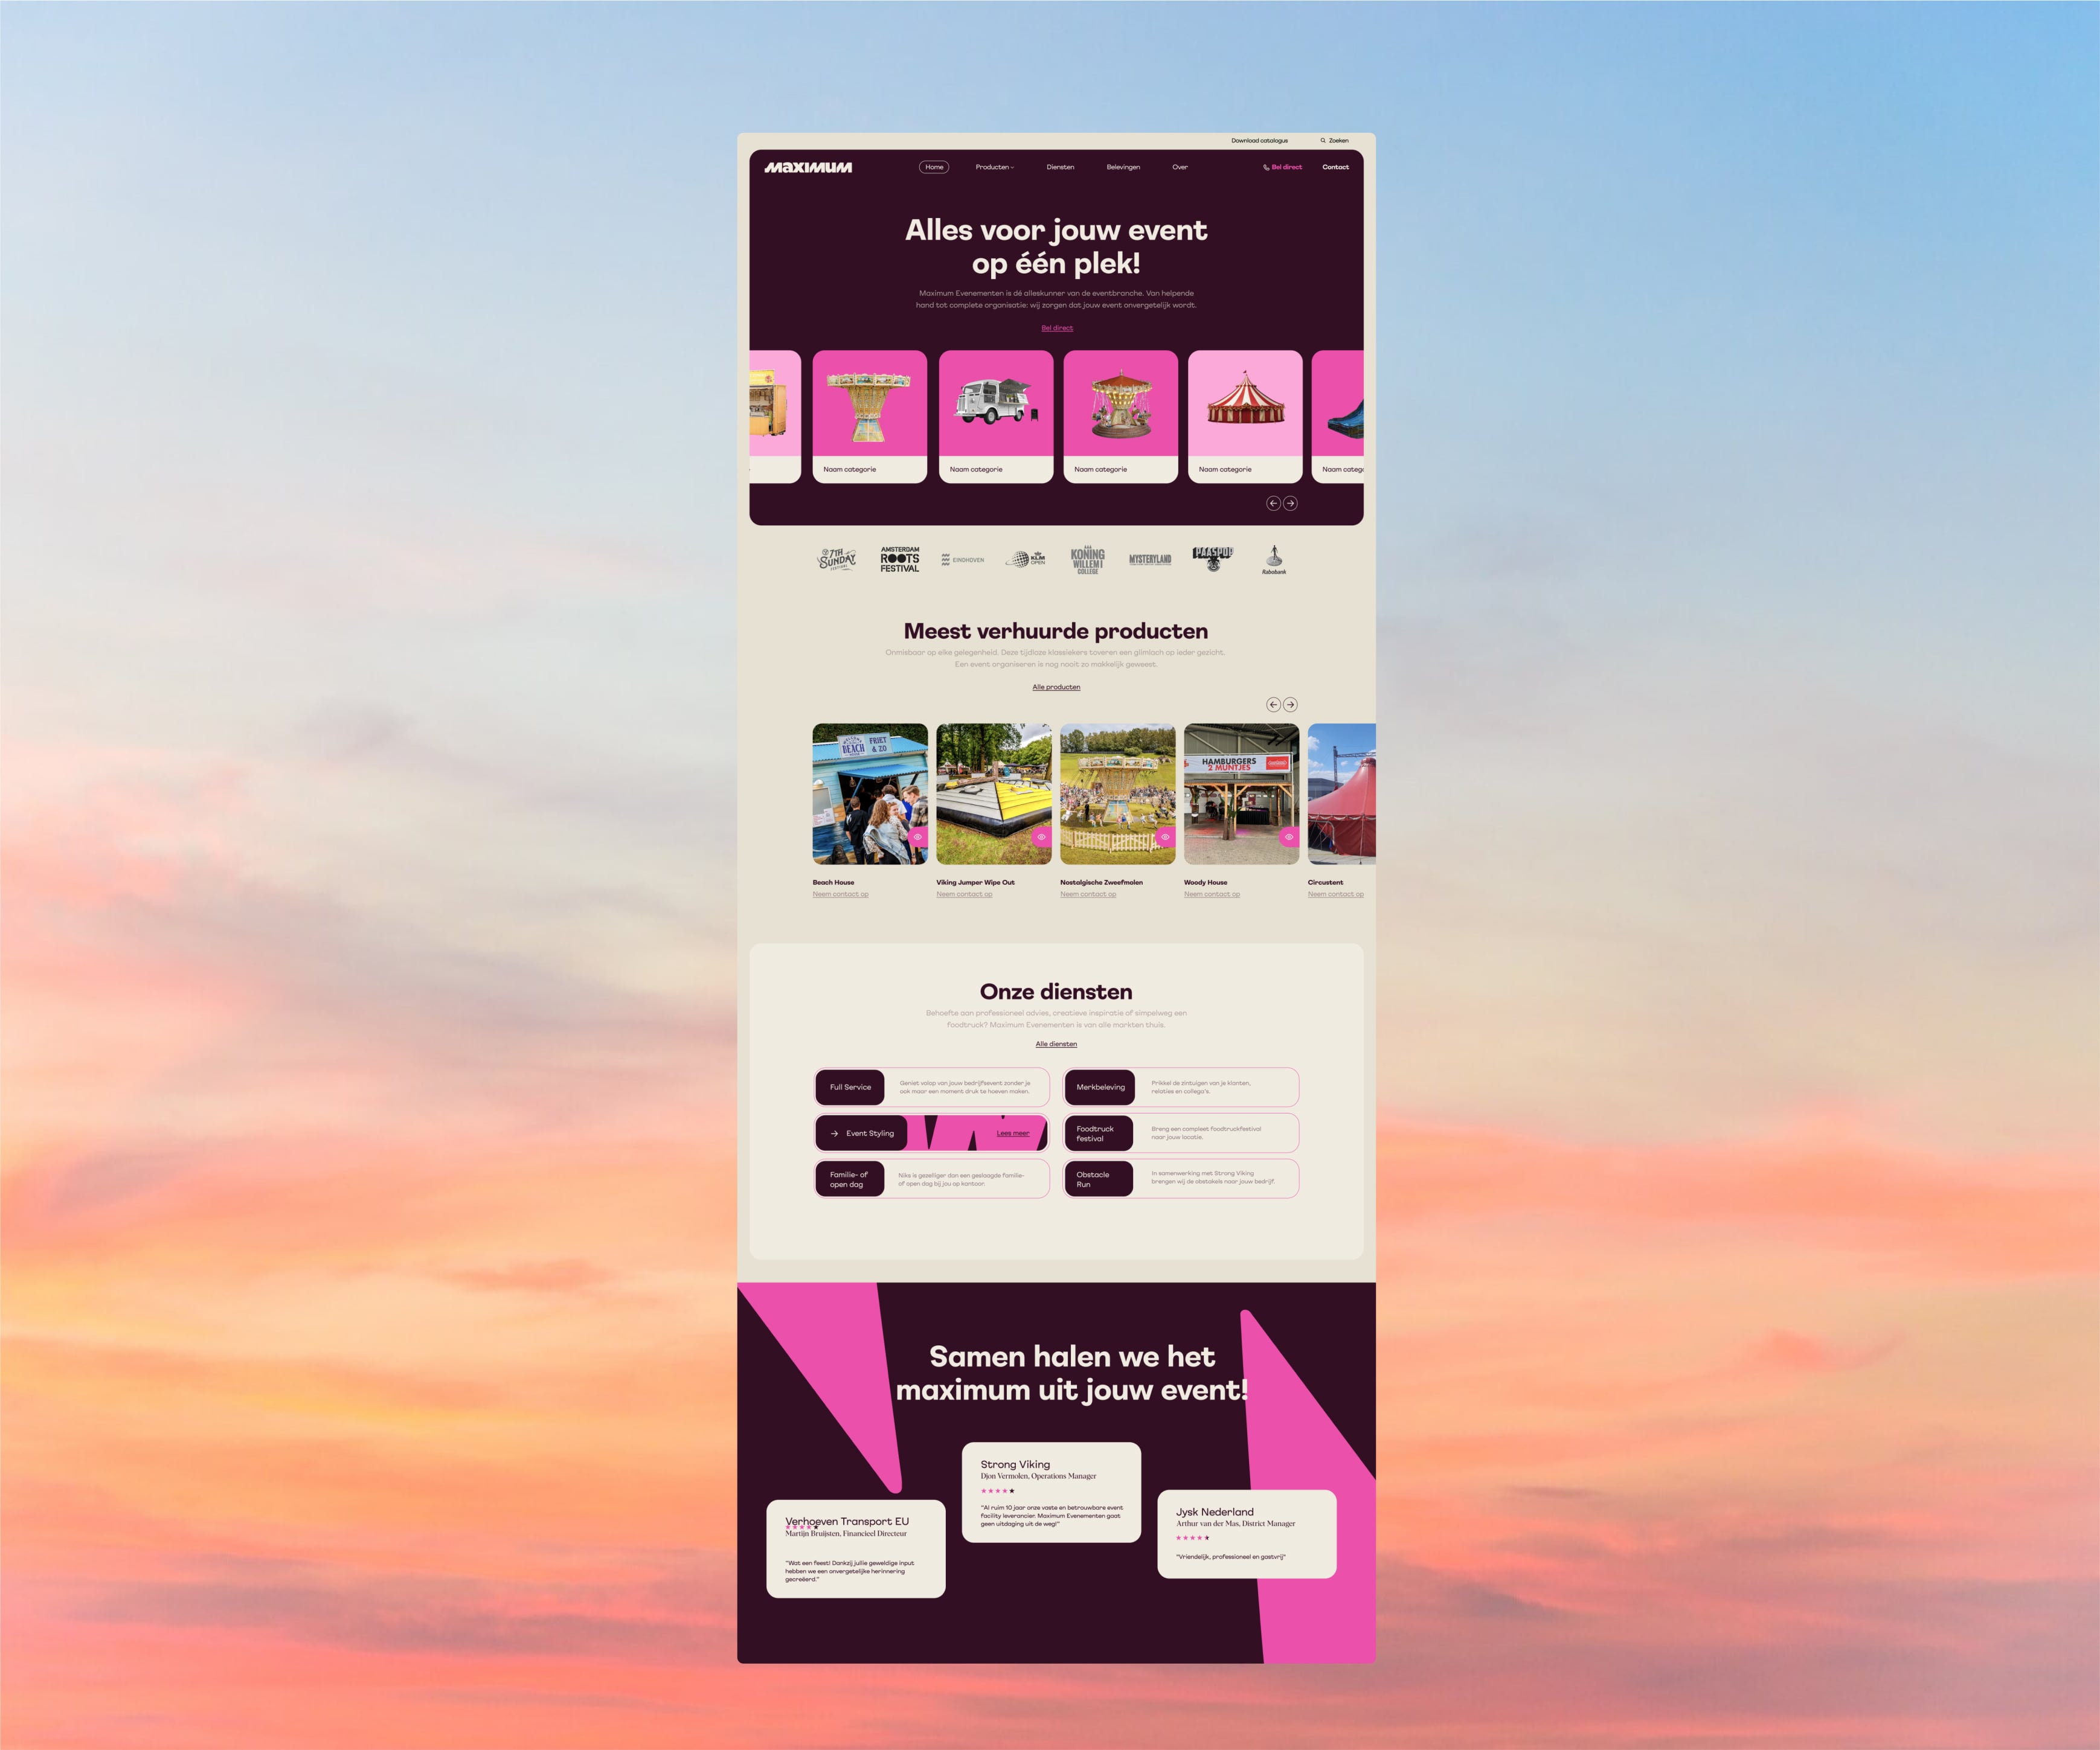 Download catalogus
Zoeken
MAXIMUM
Home
Producten
Diensten
Belevingen
Over
Bel direct
Contact
Alles voor jouw event
op één plek!
Maximum Evenementen is dé alleskunner van de eventbranche. Van helpende
hand tot complete organisatie: wij zorgen dat jouw event onvergetelijk wordt.
Bel direct
Naam categorie
Naam categorie
Naam categorie
Naam categorie
Naam catego
7TH
SUNDAY
FESTIVAL
AMSTERDAM
ROOTS
FESTIVAL
EINDHOVEN
KLM
OPEN
KONING
WILLEM I
COLLEGE
MYSTERYLAND
PAASPOP
Rabobank
Meest verhuurde producten
Onmisbaar op elke gelegenheid. Deze tijdloze klassiekers toveren een glimlach op ieder gezicht.
Een event organiseren is nog nooit zo makkelijk geweest.
Alle producten
BEACH
FRIET
& ZO
HAMBURGERS
2 MUNTJES
Beach House
Neem contact op
Viking Jumper Wipe Out
Neem contact op
Nostalgische Zweefmolen
Neem contact op
Woody House
Neem contact op
Circustent
Neem contact op
Onze diensten
Behoefte aan professioneel advies, creatieve inspiratie of simpelweg een
foodtruck? Maximum Evenementen is van alle markten thuis.
Alle diensten
Full Service
Geniet volop van jouw bedrijfsevent zonder je
ook maar een moment druk te hoeven maken.
Merkbeleving
Prikkel de zintuigen van je klanten,
relaties en collega's.
Event Styling
Lees meer
Foodtruck
festival
Breng een compleet foodtruckfestival
naar jouw locatie.
Familie- of
open dag
Niks is gezelliger dan een geslaagde familie-
of open dag bij jou op kantoor.
Obstacle
Run
In samenwerking met Strong Viking
brengen wij de obstakels naar jouw bedrijf.
Samen halen we het
maximum uit jouw event!
Strong Viking
Djon Vermolen, Operations Manager
"Al ruim 10 jaar onze vaste en betrouwbare event
facility leverancier. Maximum Evenementen gaat
geen uitdaging uit de weg!"
Verhoeven Transport EU
Martijn Bruijsten, Financieel Directeur
"Wat een feest! Dankzij jullie geweldige input
hebben we een onvergetelijke herinnering
gecreëerd."
Jysk Nederland
Arthur van der Mas, District Manager
"Vriendelijk, professioneel en gastvrij"